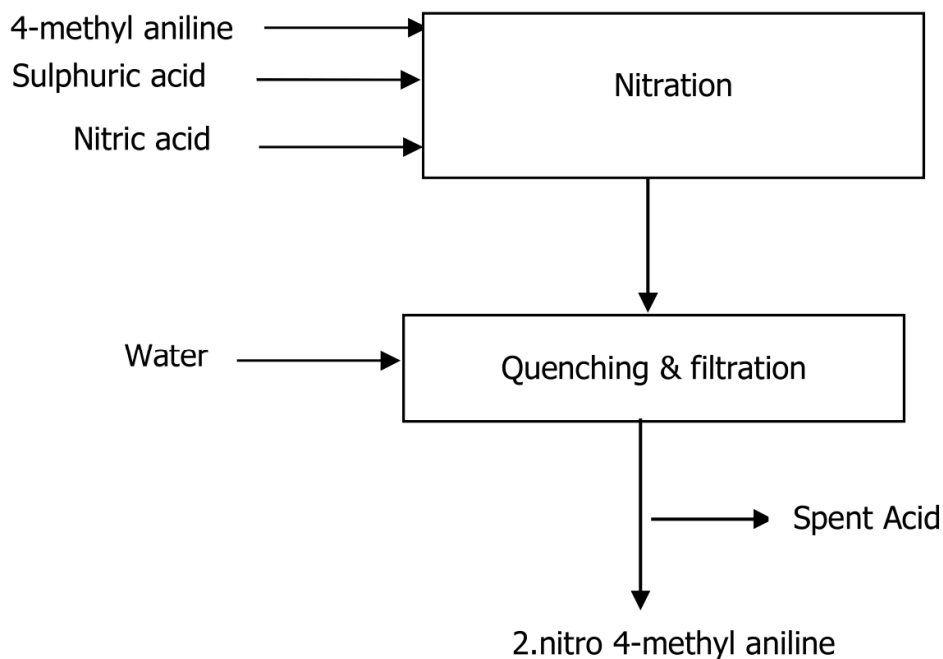 4-methyl aniline
Sulphuric acid
Nitric acid
Nitration
Water
Quenching & filtration
Spent Acid
2.nitro 4-methyl aniline